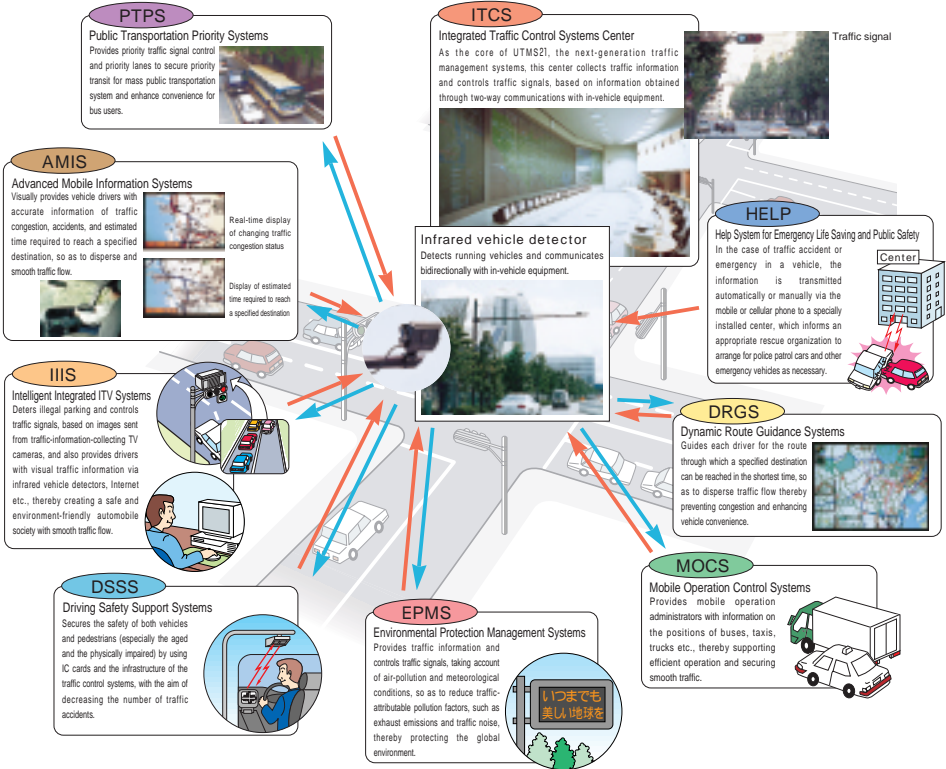 PTPS
Public Transportation Priority Systems
Provides priority traffic signal control
and priority lanes to secure priority
transit for mass public transportation
system and enhance convenience for
bus users.
ITCS
Integrated Traffic Control Systems Center
As the core of UTMS21, the next-generation traffic
management systems, this center collects traffic information
and controls traffic signals, based on information obtained
through two-way communications with in-vehicle equipment.
Traffic signal
AMIS
Advanced Mobile Information Systems
Visually provides vehicle drivers with
accurate information of traffic
congestion, accidents, and estimated
time required to reach a specified
destination, so as to disperse and
smooth traffic flow.
Real-time display
of changing traffic
congestion status
Display of estimated
time required to reach
a specified destination
Infrared vehicle detector
Detects running vehicles and communicates
bidirectionally with in-vehicle equipment.
HELP
Help System for Emergency Life Saving and Public Safety
In the case of traffic accident or
emergency in a vehicle, the
information is transmitted
automatically or manually via the
mobile or cellular phone to a specially
installed center, which informs an
appropriate rescue organization to
arrange for police patrol cars and other
emergency vehicles as necessary.
Center
IIIS
Intelligent Integrated ITV Systems
Deters illegal parking and controls
traffic signals, based on images sent
from traffic-information-collecting TV
cameras, and also provides drivers
with visual traffic information via
infrared vehicle detectors, Internet
etc., thereby creating a safe and
environment-friendly automobile
society with smooth traffic flow.
DRGS
Dynamic Route Guidance Systems
Guides each driver for the route
through which a specified destination
can be reached in the shortest time, so
as to disperse traffic flow thereby
preventing congestion and enhancing
vehicle convenience.
DSSS
Driving Safety Support Systems
Secures the safety of both vehicles
and pedestrians (especially the aged
and the physically impaired) by using
IC cards and the infrastructure of the
traffic control systems, with the aim of
decreasing the number of traffic
accidents.
EPMS
Environmental Protection Management Systems
Provides traffic information and
controls traffic signals, taking account
of air-pollution and meteorological
conditions, so as to reduce traffic-
attributable pollution factors, such as
exhaust emissions and traffic noise,
thereby protecting the global
environment.
いつまでも
美しい地球を
MOCS
Mobile Operation Control Systems
Provides mobile operation
administrators with information on
the positions of buses, taxis,
trucks etc., thereby supporting
efficient operation and securing
smooth traffic.